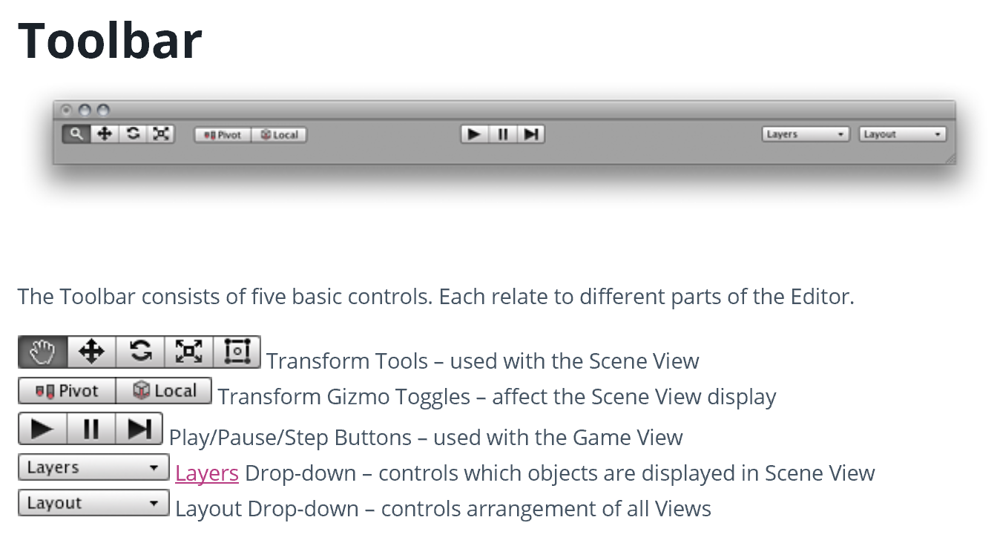 Toolbar
Pivot Local Layers Layout
The Toolbar consists of five basic controls. Each relate to different parts of the Editor.
Transform Tools – used with the Scene View
Pivot Local Transform Gizmo Toggles – affect the Scene View display
Play/Pause/Step Buttons – used with the Game View
Layers Layers Drop-down – controls which objects are displayed in Scene View
Layout Layout Drop-down – controls arrangement of all Views